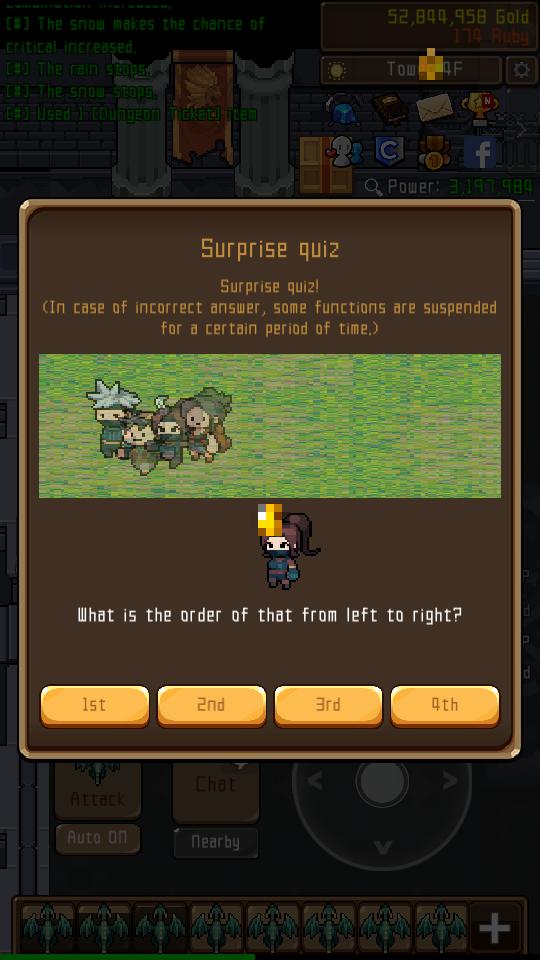 [#] The snow makes the chance of
critical increased,
[#] The rain stops,
[#] The snow stops,
[#] Used 1 [Dungeon Ticket] item
52,844,958 Gold
174 Ruby
4F
N
C
1
f
Power: 3,197,984
Surprise quiz
Surprise quiz!
(In case of incorrect answer, some functions are suspended
for a certain period of time.)
What is the order of that from left to right?
1st
2nd
3rd
4th
Attack
Chat
Auto ON
Nearby